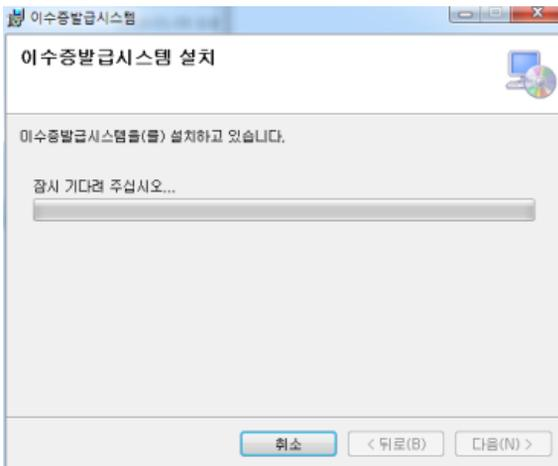 이수증발급시스템
이수증발급시스템 설치
이수증발급시스템을(를) 설치하고 있습니다.
잠시 기다려 주십시오...
취소
< 뒤로(B)
다음(N) >